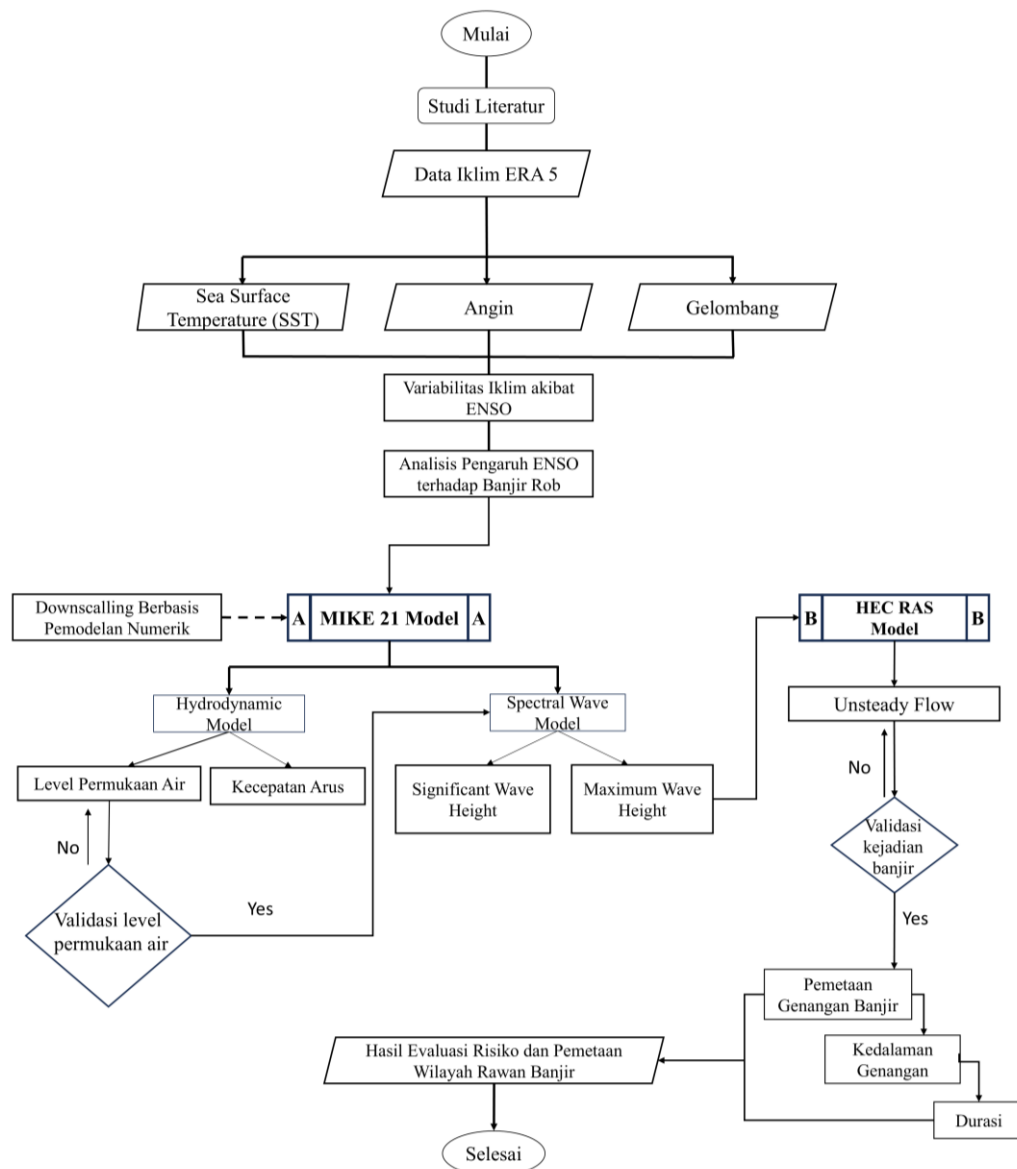 Mulai
Studi Literatur
Data Iklim ERA 5
Sea Surface
Temperature (SST)
Angin
Gelombang
Variabilitas Iklim akibat
ENSO
Analisis Pengaruh ENSO
terhadap Banjir Rob
Downscalling Berbasis
Pemodelan Numerik
A
MIKE 21 Model
A
B
HEC RAS
Model
B
Hydrodynamic
Model
Spectral Wave
Model
Unsteady Flow
Level Permukaan Air
Kecepatan Arus
Significant Wave
Height
Maximum Wave
Height
No
Validasi
kejadian
banjir
No
Validasi level
permukaan air
Yes
Yes
Pemetaan
Genangan Banjir
Kedalaman
Genangan
Durasi
Hasil Evaluasi Risiko dan Pemetaan
Wilayah Rawan Banjir
Selesai